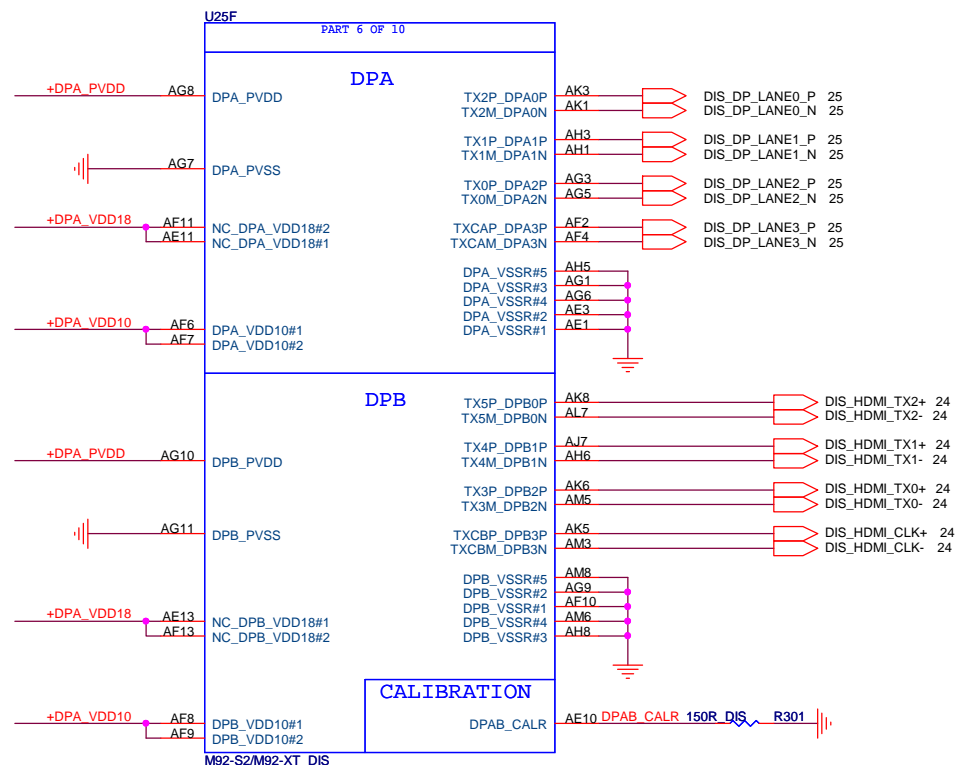 U25F
PART 6 OF 10
DPA
+DPA_PVDD AG8 DPA_PVDD
TX2P_DPA0P AK3 DIS_DP_LANE0_P 25
TX2M_DPA0N AK1 DIS_DP_LANE0_N 25
TX1P_DPA1P AH3 DIS_DP_LANE1_P 25
TX1M_DPA1N AH1 DIS_DP_LANE1_N 25
AG7 DPA_PVSS
TX0P_DPA2P AG3 DIS_DP_LANE2_P 25
TX0M_DPA2N AG5 DIS_DP_LANE2_N 25
+DPA_VDD18 AF11 NC_DPA_VDD18#2
AE11 NC_DPA_VDD18#1
TXCAP_DPA3P AF2 DIS_DP_LANE3_P 25
TXCAM_DPA3N AF4 DIS_DP_LANE3_N 25
DPA_VSSR#5 AH5
DPA_VSSR#3 AG1
DPA_VSSR#4 AG6
DPA_VSSR#2 AE3
DPA_VSSR#1 AE1
+DPA_VDD10 AF6 DPA_VDD10#1
AF7 DPA_VDD10#2
DPB
TX5P_DPB0P AK8 DIS_HDMI_TX2+ 24
TX5M_DPB0N AL7 DIS_HDMI_TX2- 24
TX4P_DPB1P AJ7 DIS_HDMI_TX1+ 24
TX4M_DPB1N AH6 DIS_HDMI_TX1- 24
+DPA_PVDD AG10 DPB_PVDD
TX3P_DPB2P AK6 DIS_HDMI_TX0+ 24
TX3M_DPB2N AM5 DIS_HDMI_TX0- 24
AG11 DPB_PVSS
TXCBP_DPB3P AK5 DIS_HDMI_CLK+ 24
TXCBM_DPB3N AM3 DIS_HDMI_CLK- 24
DPB_VSSR#5 AM8
DPB_VSSR#2 AG9
DPB_VSSR#1 AF10
DPB_VSSR#4 AM6
DPB_VSSR#3 AH8
+DPA_VDD18 AE13 NC_DPB_VDD18#1
AF13 NC_DPB_VDD18#2
CALIBRATION
+DPA_VDD10 AF8 DPB_VDD10#1
AF9 DPB_VDD10#2
DPAB_CALR AE10 DPAB_CALR 150R_DIS R301
M92-S2/M92-XT_DIS